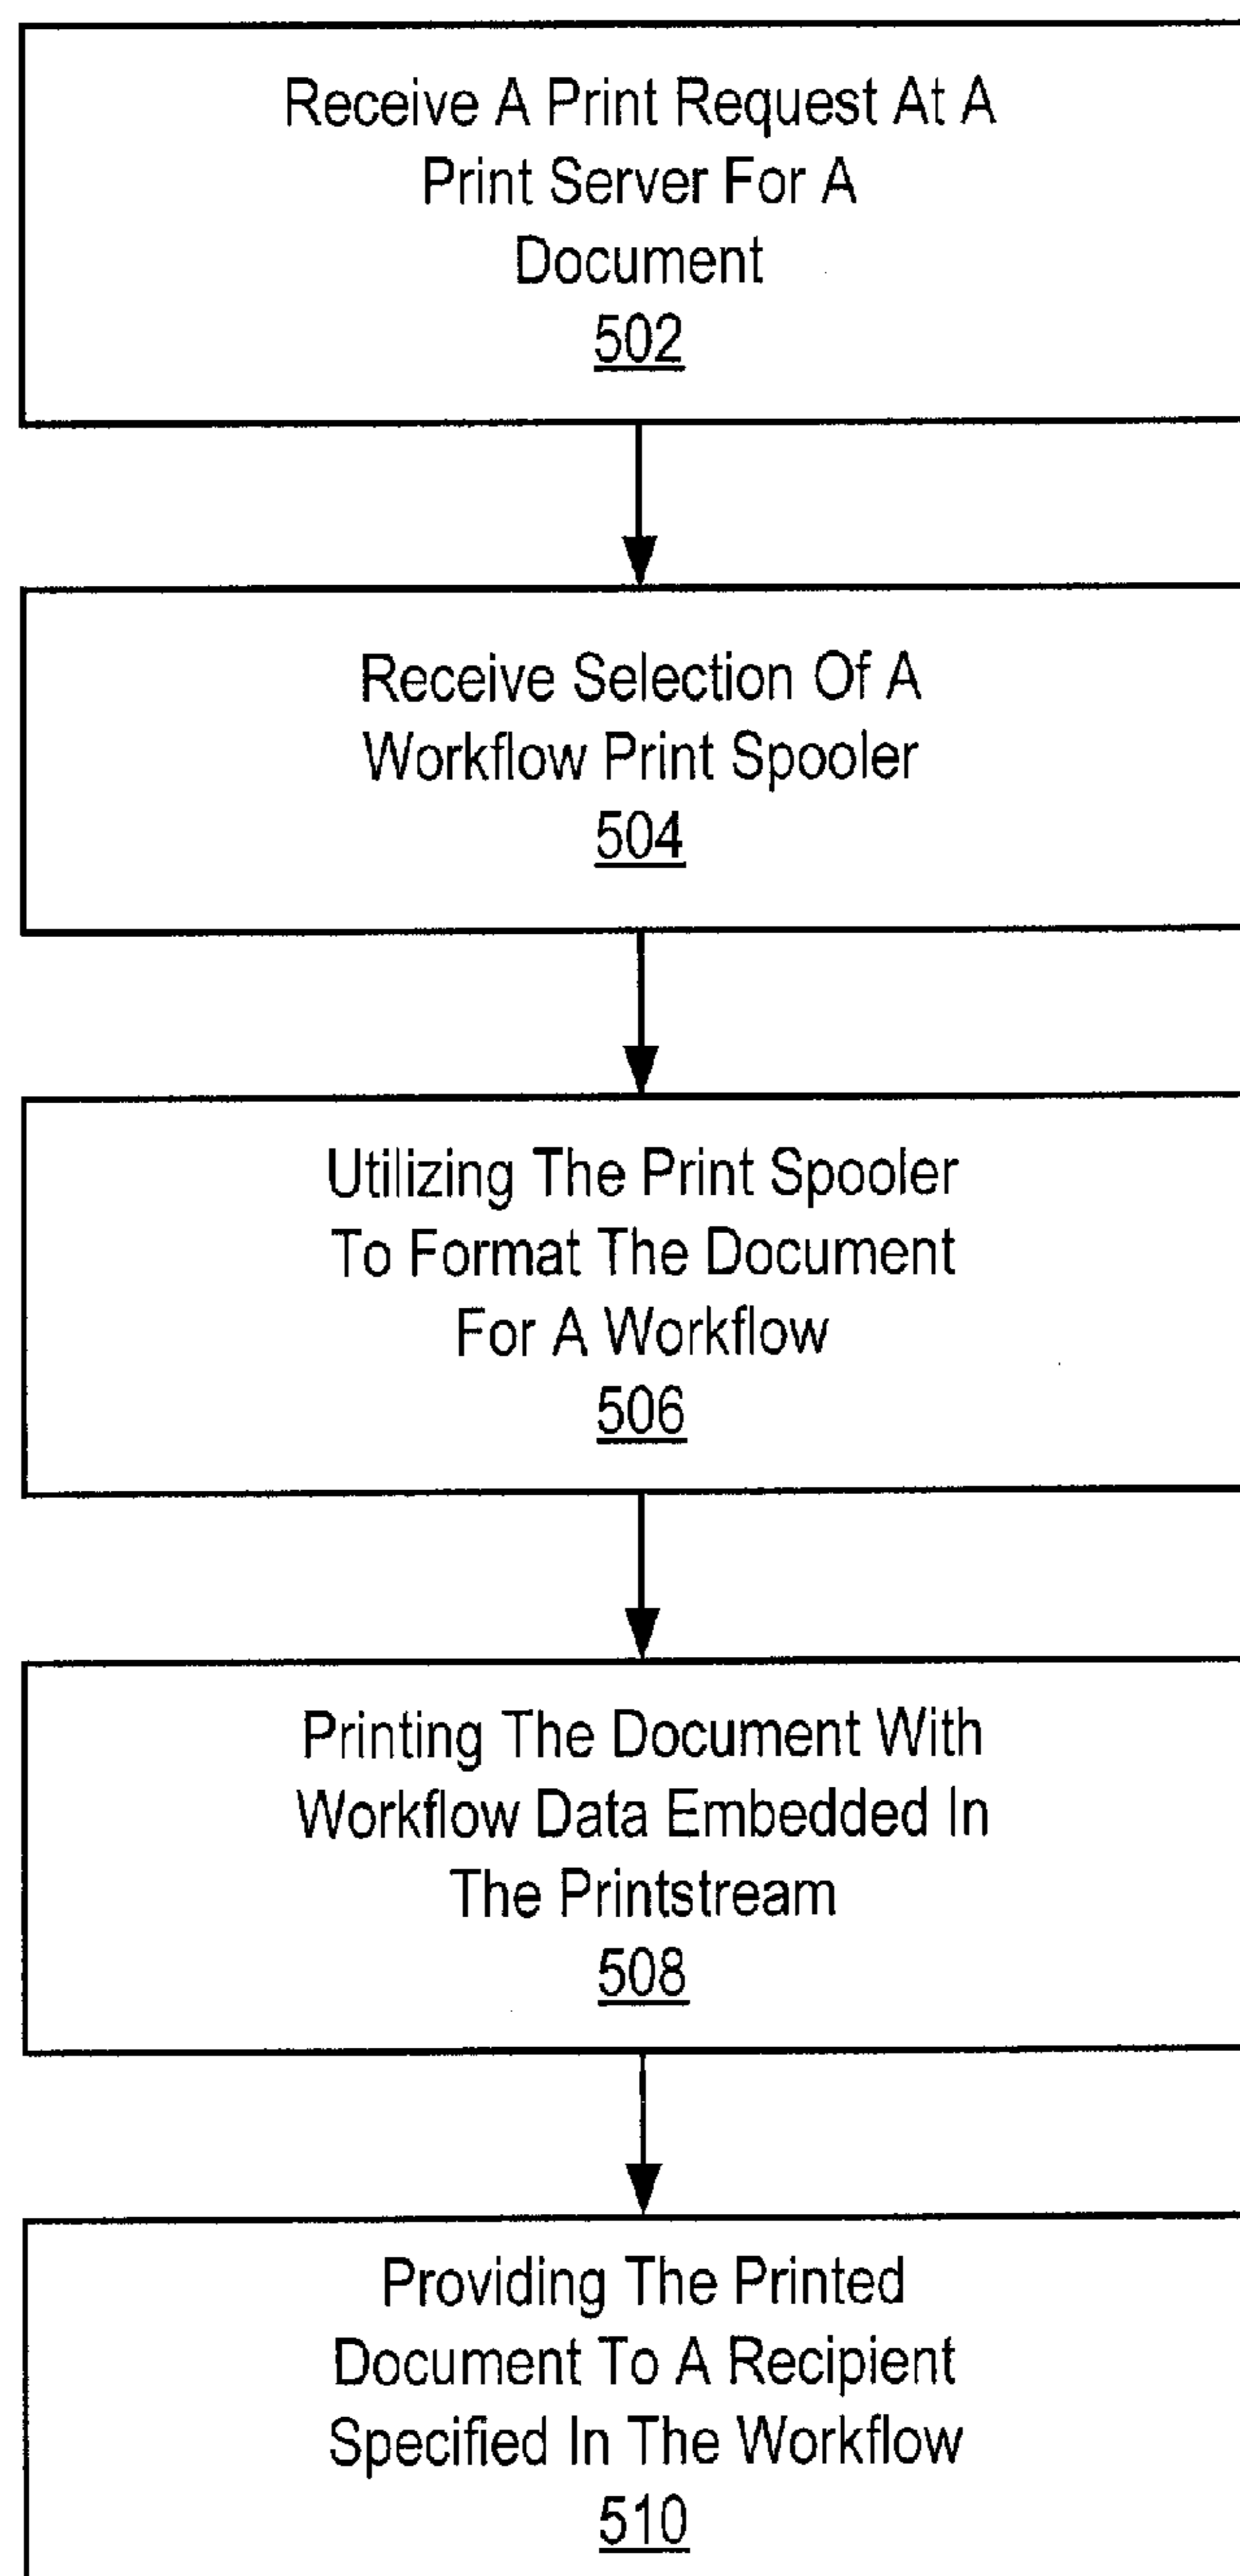 Receive A Print Request At A
Print Server For A
Document
502
Receive Selection Of A
Workflow Print Spooler
504
Utilizing The Print Spooler
To Format The Document
For A Workflow
506
Printing The Document With
Workflow Data Embedded In
The Printstream
508
Providing The Printed
Document To A Recipient
Specified In The Workflow
510